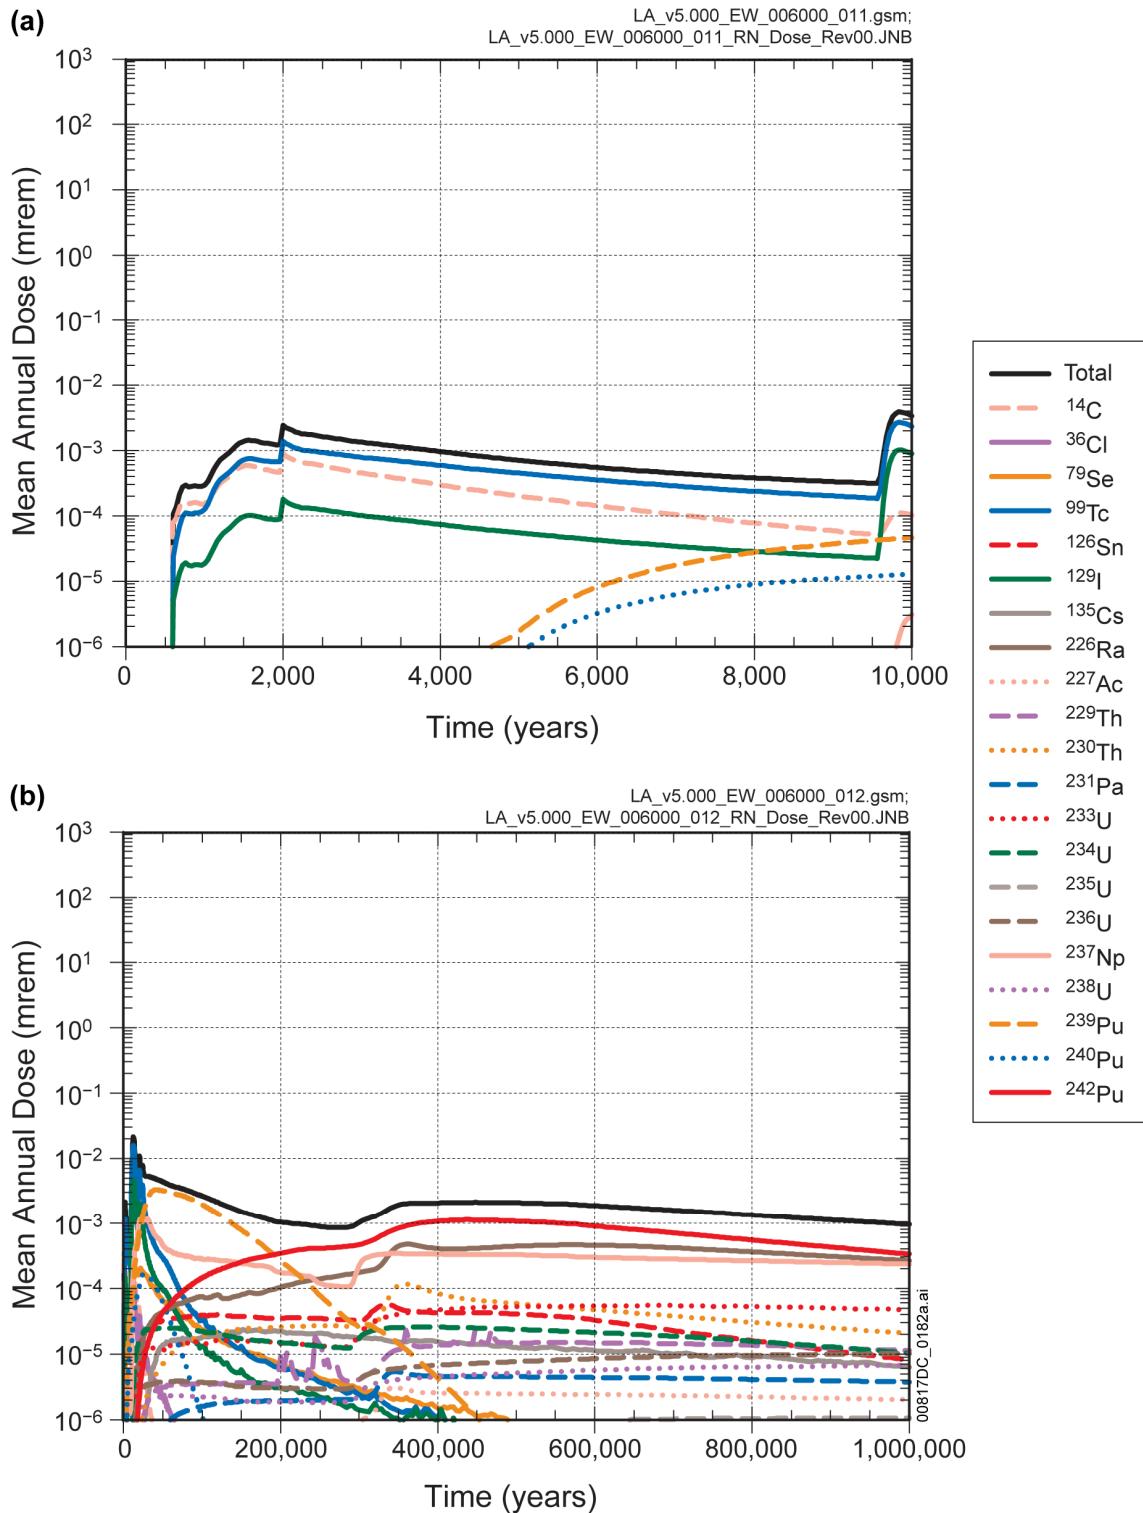 (a)
LA_v5.000_EW_006000_011.gsm;
LA_v5.000_EW_006000_011_RN_Dose_Rev00.JNB
10³
10²
10¹
10⁰
10⁻¹
10⁻²
10⁻³
10⁻⁴
10⁻⁵
10⁻⁶
Mean Annual Dose (mrem)
0 2,000 4,000 6,000 8,000 10,000
Time (years)
(b)
LA_v5.000_EW_006000_012.gsm;
LA_v5.000_EW_006000_012_RN_Dose_Rev00.JNB
10³
10²
10¹
10⁰
10⁻¹
10⁻²
10⁻³
10⁻⁴
10⁻⁵
10⁻⁶
Mean Annual Dose (mrem)
0 200,000 400,000 600,000 800,000 1,000,000
Time (years)
00817DC_0182a.ai
Total
¹⁴C
³⁶Cl
⁷⁹Se
⁹⁹Tc
¹²⁶Sn
¹²⁹I
¹³⁵Cs
²²⁶Ra
²²⁷Ac
²²⁹Th
²³⁰Th
²³¹Pa
²³³U
²³⁴U
²³⁵U
²³⁶U
²³⁷Np
²³⁸U
²³⁹Pu
²⁴⁰Pu
²⁴²Pu